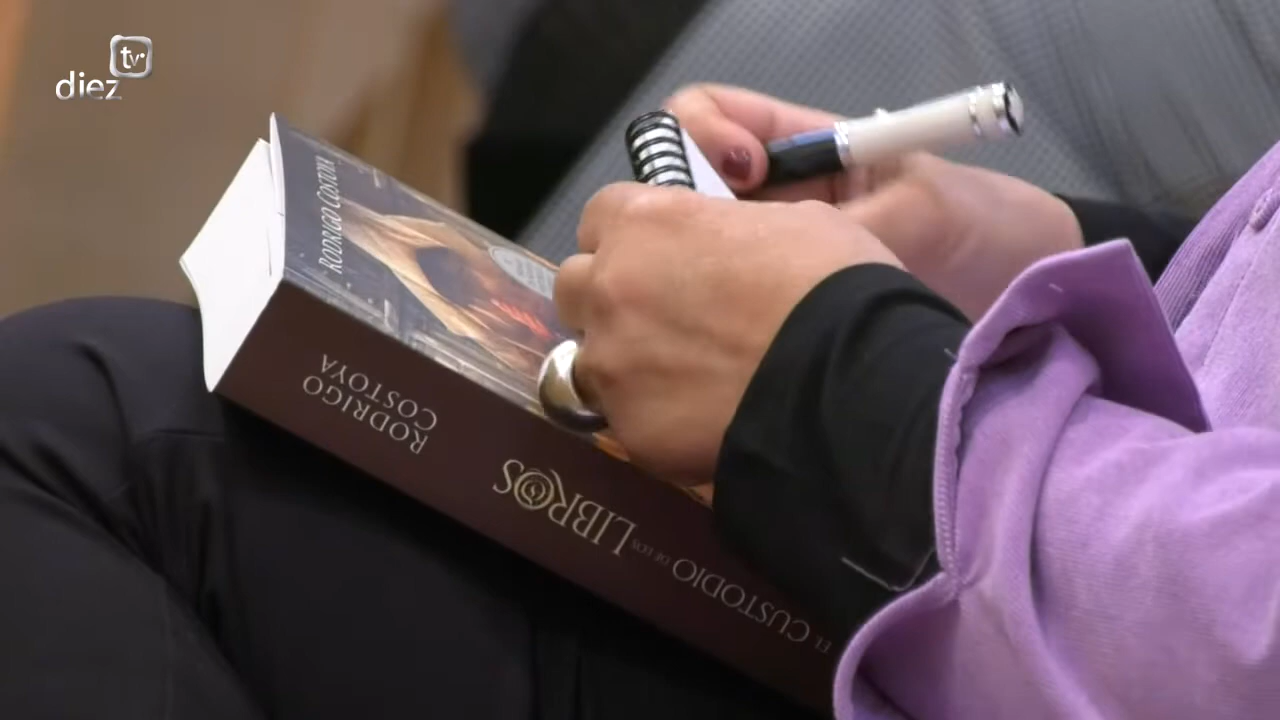 diez tv
RODRIGO COSTOYA
RODRIGO
COSTOYA
EL CUSTODIO DE LOS LIBROS